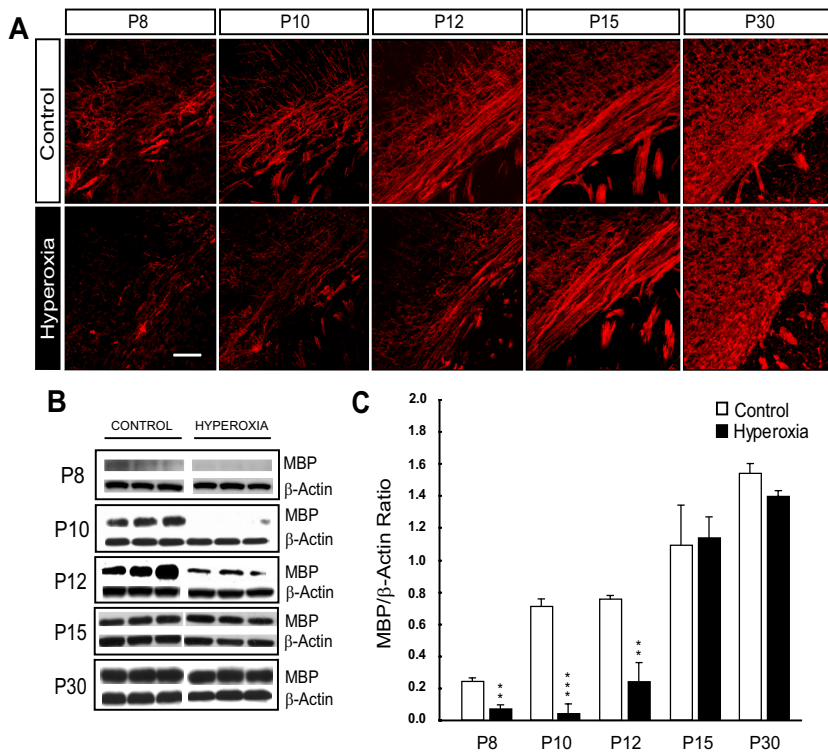 A
P8 P10 P12 P15 P30
Control
Hyperoxia
B
CONTROL HYPEROXIA
P8
MBP
β-Actin
P10
MBP
β-Actin
P12
MBP
β-Actin
P15
MBP
β-Actin
P30
MBP
β-Actin
C
MBP/β-Actin Ratio
2.0
1.8
1.6
1.4
1.2
1.0
0.8
0.6
0.4
0.2
0.0
Control
Hyperoxia
**
***
**
P8 P10 P12 P15 P30